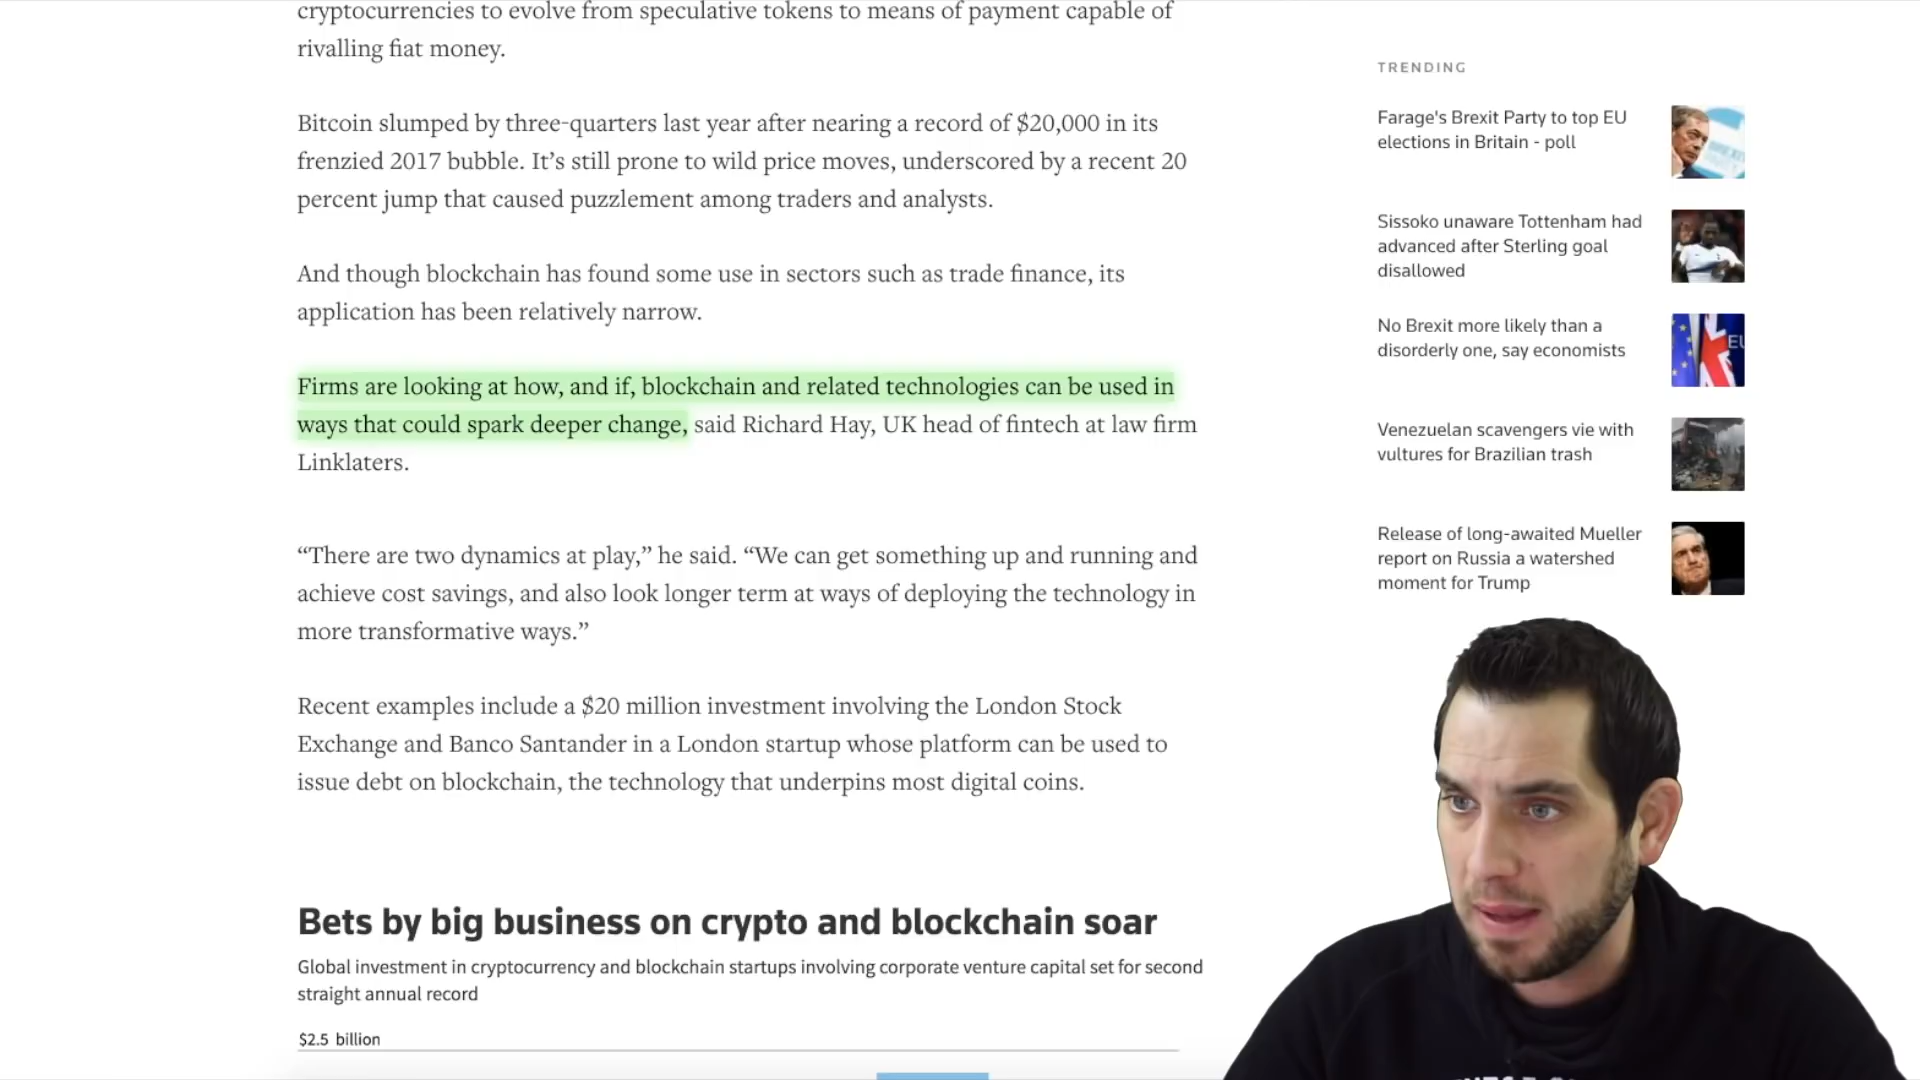 cryptocurrencies to evolve from speculative tokens to means of payment capable of
rivalling fiat money.
Bitcoin slumped by three-quarters last year after nearing a record of $20,000 in its
frenzied 2017 bubble. It’s still prone to wild price moves, underscored by a recent 20
percent jump that caused puzzlement among traders and analysts.
And though blockchain has found some use in sectors such as trade finance, its
application has been relatively narrow.
Firms are looking at how, and if, blockchain and related technologies can be used in
ways that could spark deeper change, said Richard Hay, UK head of fintech at law firm
Linklaters.
“There are two dynamics at play,” he said. “We can get something up and running and
achieve cost savings, and also look longer term at ways of deploying the technology in
more transformative ways.”
Recent examples include a $20 million investment involving the London Stock
Exchange and Banco Santander in a London startup whose platform can be used to
issue debt on blockchain, the technology that underpins most digital coins.
Bets by big business on crypto and blockchain soar
Global investment in cryptocurrency and blockchain startups involving corporate venture capital set for second
straight annual record
$2.5 billion
TRENDING
Farage's Brexit Party to top EU
elections in Britain - poll
Sissoko unaware Tottenham had
advanced after Sterling goal
disallowed
No Brexit more likely than a
disorderly one, say economists
EU
Venezuelan scavengers vie with
vultures for Brazilian trash
Release of long-awaited Mueller
report on Russia a watershed
moment for Trump